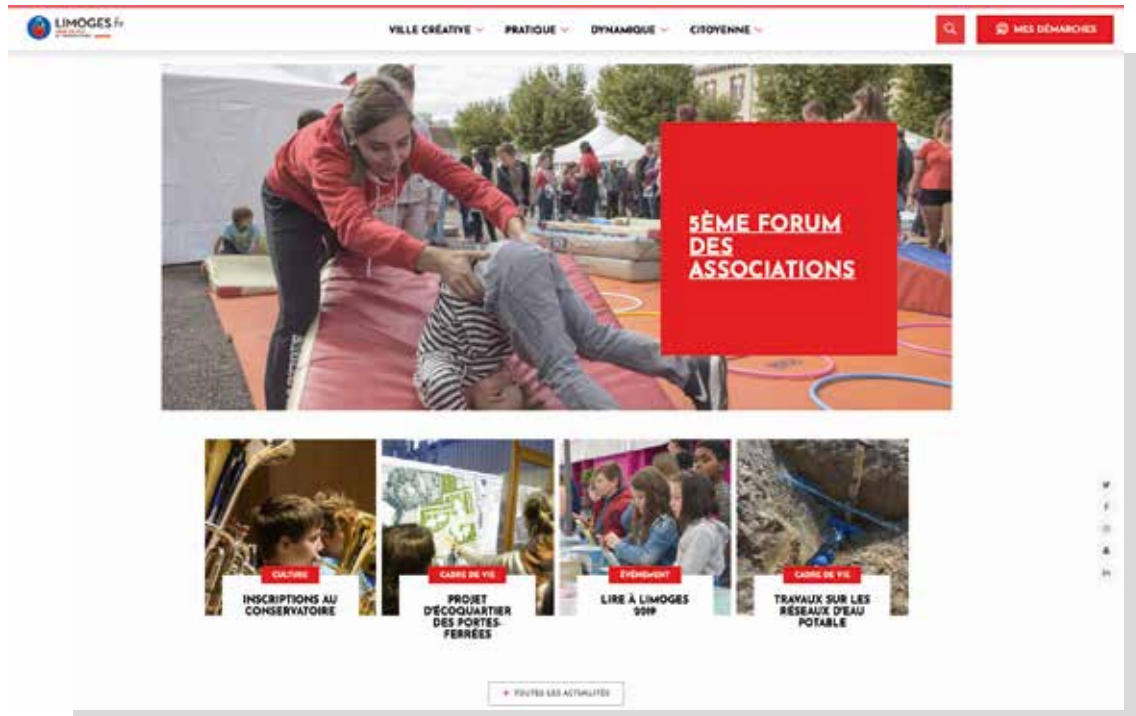 LIMOGES.fr
VILLE CRÉATIVE
PRATIQUE
DYNAMIQUE
CITOYENNE
MES DÉMARCHES
5ÈME FORUM
DES
ASSOCIATIONS
CULTURE
INSCRIPTIONS AU
CONSERVATOIRE
CADRE DE VIE
PROJET
D'ÉCOQUARTIER
DES PORTES-
FERRÉES
ÉVÉNEMENT
LIRE À LIMOGES
2019
CADRE DE VIE
TRAVAUX SUR LES
RÉSEAUX D'EAU
POTABLE
+ TOUTES LES ACTUALITÉS